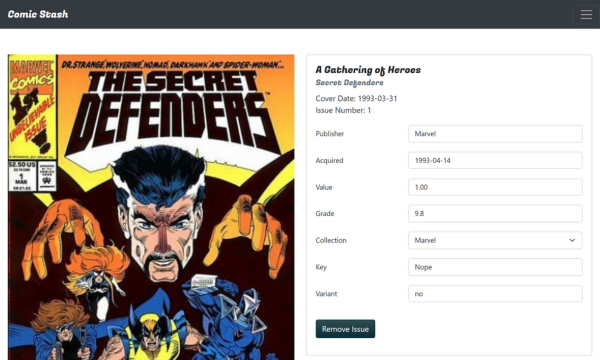 Comic Stash
MARVEL COMICS
1ST UNBELIEVABLE ISSUE!
$2.50 US
1
MAR
DR. STRANGE, WOLVERINE, NOMAD, DARKHAWK AND SPIDER-WOMAN...
THE SECRET
DEFENDERS
A Gathering of Heroes
Secret Defenders
Cover Date: 1993-03-31
Issue Number: 1
Publisher Marvel
Acquired 1993-04-14
Value 1.00
Grade 9.8
Collection Marvel
Key Nope
Variant no
Remove Issue